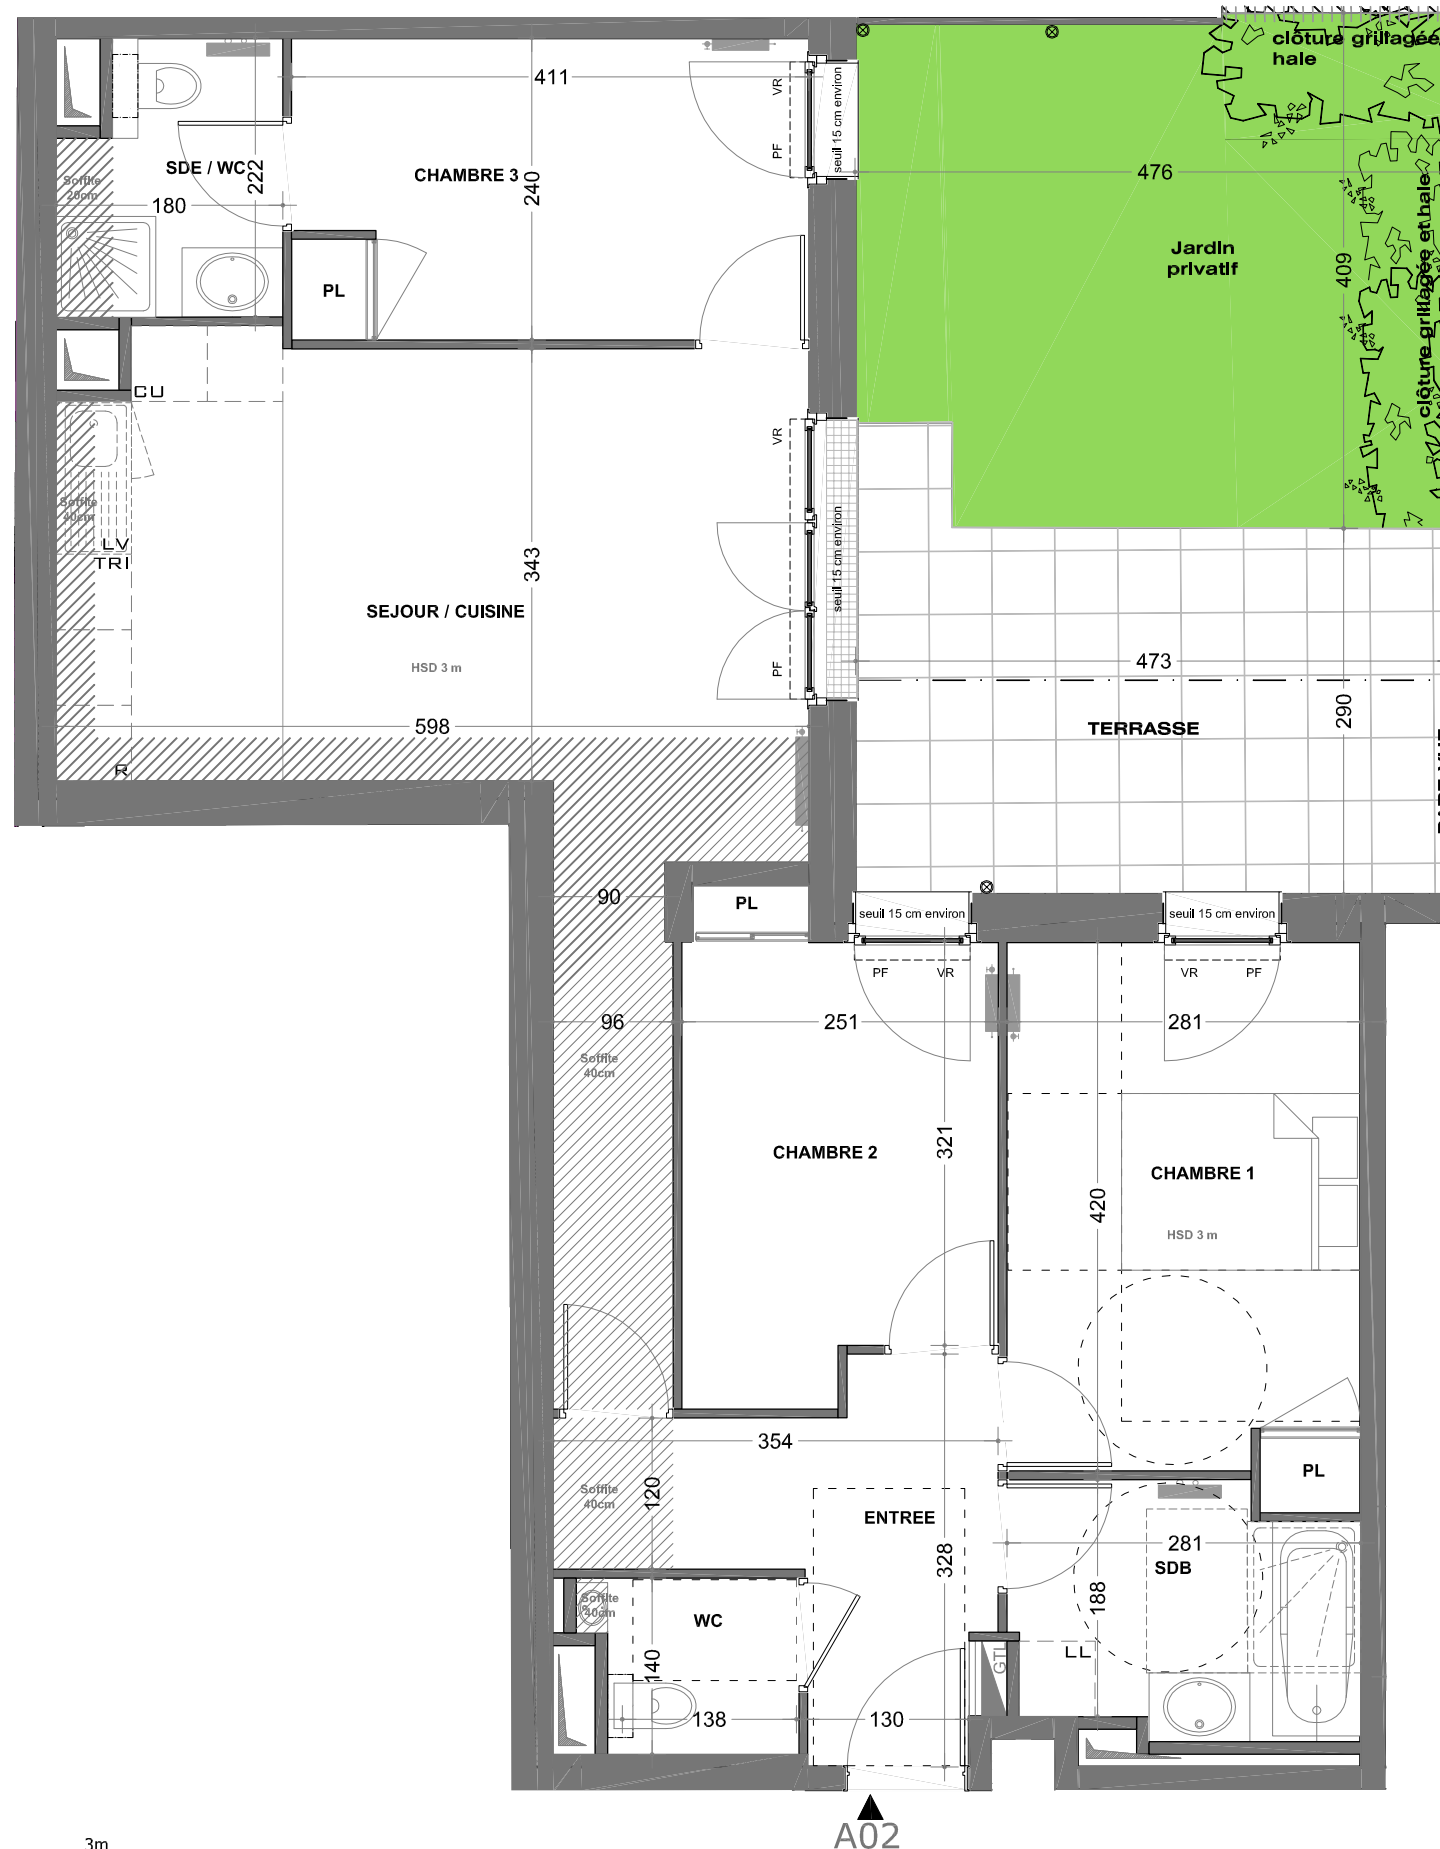 clôture grillagée
hale
411
VR
PF
seuil 15 cm environ
SDE / WC
222
CHAMBRE 3
240
476
Soffite
20cm
180
clôture grillagée et hale
Jardin
privatif
409
PL
CU
VR
PF
seuil 15 cm environ
Soffite
40cm
LV
TRI
343
SEJOUR / CUISINE
HSD 3 m
473
290
598
TERRASSE
R
90
PL
seuil 15 cm environ
seuil 15 cm environ
PF
VR
VR
PF
96
251
281
Soffite
40cm
321
CHAMBRE 2
CHAMBRE 1
420
HSD 3 m
354
PL
Soffite
40cm
120
ENTREE
328
281
SDB
188
Soffite
40cm
WC
140
GTL
LL
138
130
A02
3m